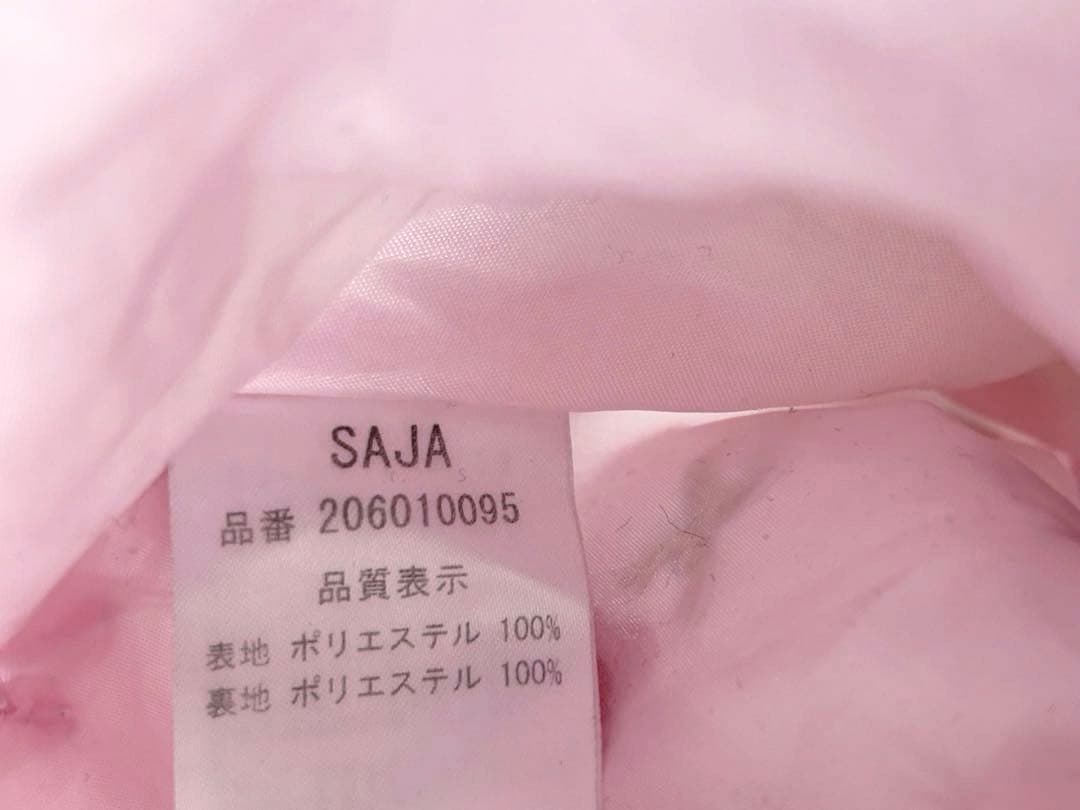 SAJA
品番 206010095
品質表示
表地 ポリエステル 100%
裏地 ポリエステル 100%